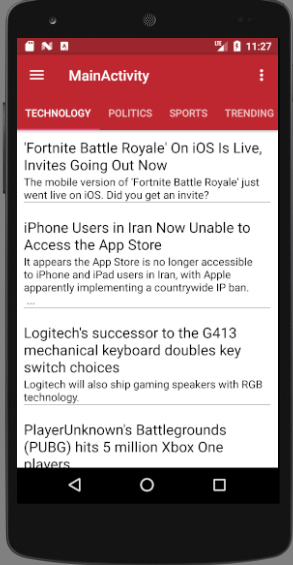 LTE 11:27
MainActivity
TECHNOLOGY POLITICS SPORTS TRENDING
'Fortnite Battle Royale' On iOS Is Live,
Invites Going Out Now
The mobile version of 'Fortnite Battle Royale' just
went live on iOS. Did you get an invite?
iPhone Users in Iran Now Unable to
Access the App Store
It appears the App Store is no longer accessible
to iPhone and iPad users in Iran, with Apple
apparently implementing a countrywide IP ban.
...
Logitech's successor to the G413
mechanical keyboard doubles key
switch choices
Logitech will also ship gaming speakers with RGB
technology.
PlayerUnknown's Battlegrounds
(PUBG) hits 5 million Xbox One
players